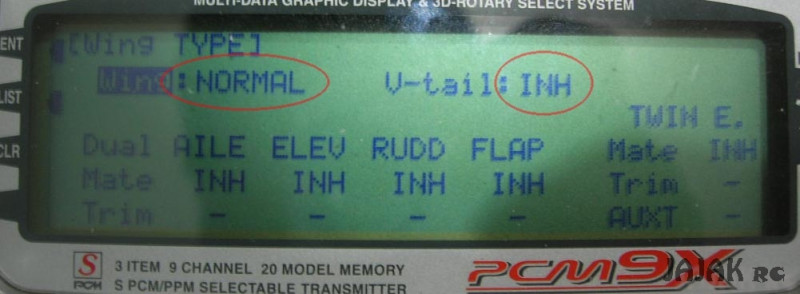 MULTI-DATA GRAPHIC DISPLAY & 3D-ROTARY SELECT SYSTEM
ENT
[Wing TYPE]
Wing:NORMAL V-tail:INH
LIST
TWIN E.
CLR
Dual AILE ELEV RUDD FLAP Mate INH
Mate INH INH INH INH Trim -
Trim - - - - AUXT -
S PCM 3 ITEM 9 CHANNEL 20 MODEL MEMORY
S PCM/PPM SELECTABLE TRANSMITTER
PCM9X
JAJAK RC